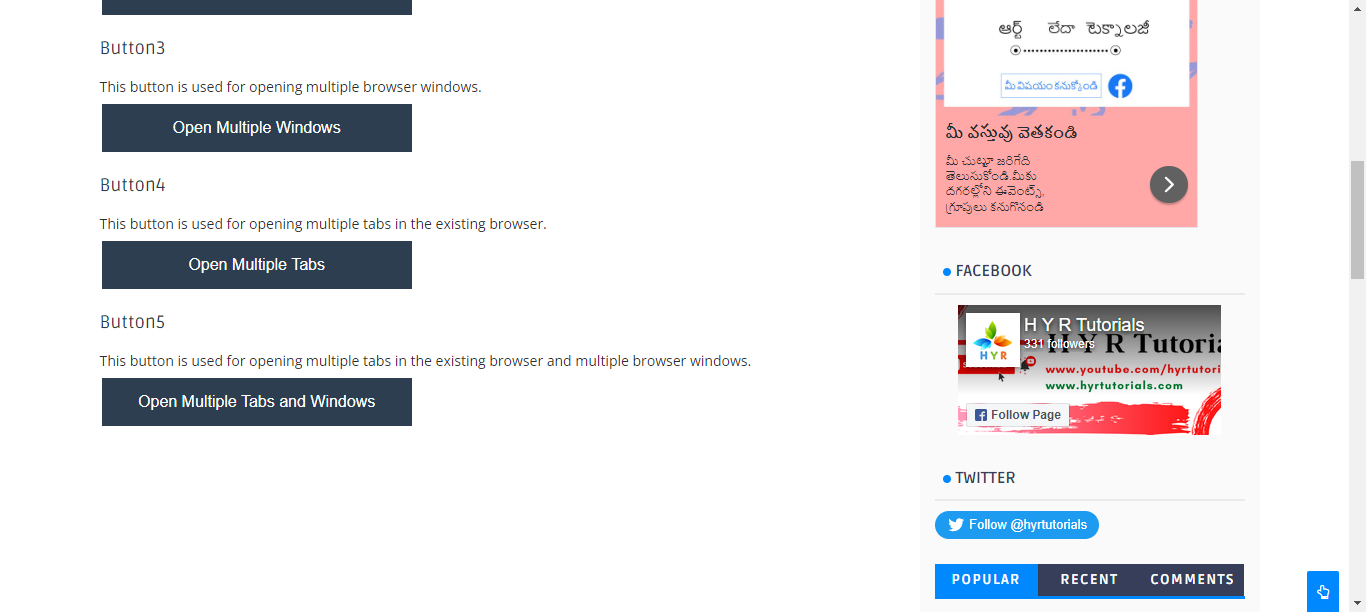 Button3
This button is used for opening multiple browser windows.
Open Multiple Windows
Button4
This button is used for opening multiple tabs in the existing browser.
Open Multiple Tabs
Button5
This button is used for opening multiple tabs in the existing browser and multiple browser windows.
Open Multiple Tabs and Windows
ఆర్ట్ లేదా టెక్నాలజీ
మీ విషయం కనుక్కోండి
మీ వస్తువు వెతకండి
మీ చుట్టూ జరిగేది
తెలుసుకోండి.మీకు
దగ్గరల్లోని ఈవెంట్స్,
గ్రూపులు కనుగొనండి
FACEBOOK
H Y R Tutorials
331 followers
H Y R Tutoria
HYR
www.youtube.com/hyrtutori
www.hyrtutorials.com
Follow Page
TWITTER
Follow @hyrtutorials
POPULAR RECENT COMMENTS